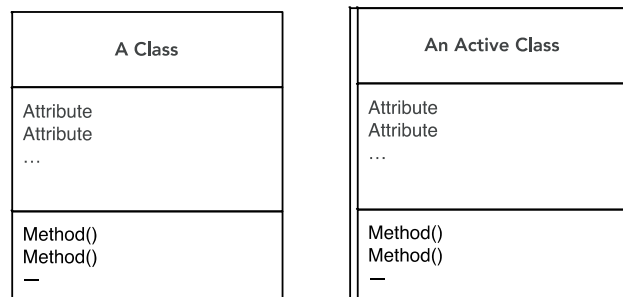 A Class
Attribute
Attribute
...
Method()
Method()
—
An Active Class
Attribute
Attribute
...
Method()
Method()
—